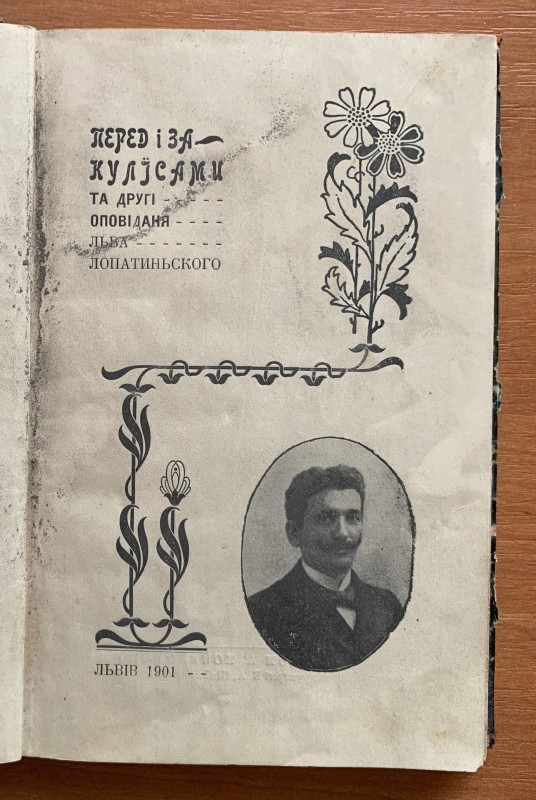 ПЕРЕД І ЗА
КУЛЇСАМИ
ТА ДРУГІ - - - - -
ОПОВІДАНЯ - - - -
ЛЬВА - - - - - - -
ЛОПАТИНЬСКОГО
ЛЬВІВ 1901 - -